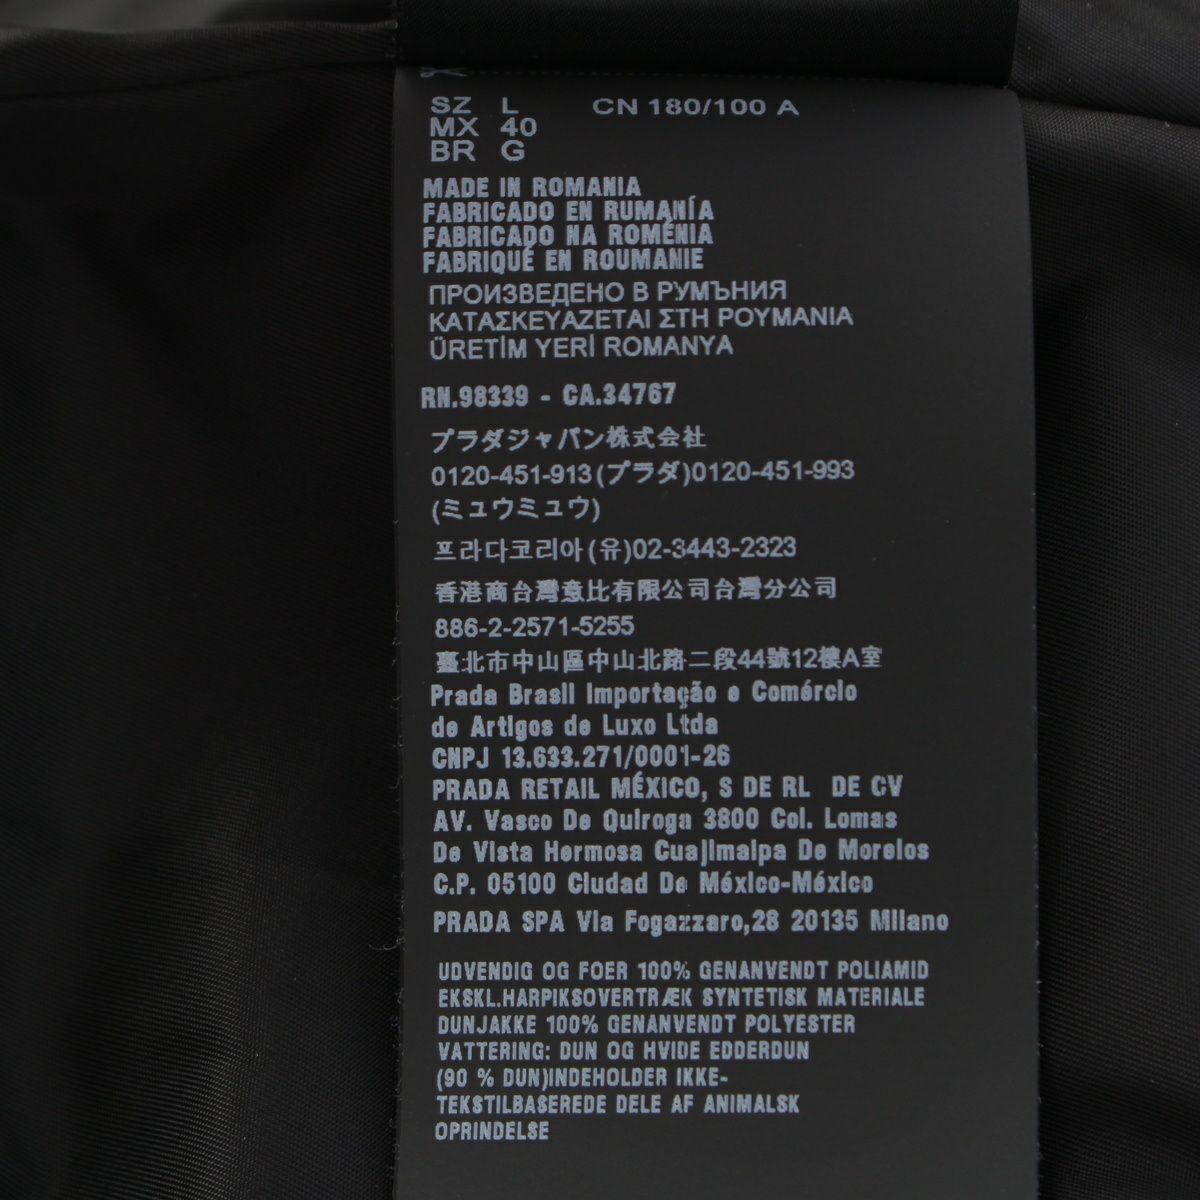 SZ L CN 180/100 A
MX 40
BR G
MADE IN ROMANIA
FABRICADO EN RUMANÍA
FABRICADO NA ROMÉNIA
FABRIQUÉ EN ROUMANIE
ПРОИЗВЕДЕНО В РУМЪНИЯ
ΚΑΤΑΣΚΕΥΑΖΕΤΑΙ ΣΤΗ ΡΟΥΜΑΝΙΑ
ÜRETİM YERİ ROMANYA
RN.98339 - CA.34767
プラダジャパン株式会社
0120-451-913(プラダ)0120-451-993
(ミュウミュウ)
프라다코리아(유)02-3443-2323
香港商台灣意比有限公司台灣分公司
886-2-2571-5255
臺北市中山區中山北路二段44號12樓A室
Prada Brasil Importação e Comércio
de Artigos de Luxo Ltda
CNPJ 13.633.271/0001-26
PRADA RETAIL MÉXICO, S DE RL DE CV
AV. Vasco De Quiroga 3800 Col. Lomas
De Vista Hermosa Cuajimalpa De Morelos
C.P. 05100 Ciudad De México-México
PRADA SPA Via Fogazzaro,28 20135 Milano
UDVENDIG OG FOER 100% GENANVENDT POLIAMID
EKSKL.HARPIKSOVERTRÆK SYNTETISK MATERIALE
DUNJAKKE 100% GENANVENDT POLYESTER
VATTERING: DUN OG HVIDE EDDERDUN
(90 % DUN)INDEHOLDER IKKE-
TEKSTILBASEREDE DELE AF ANIMALSK
OPRINDELSE